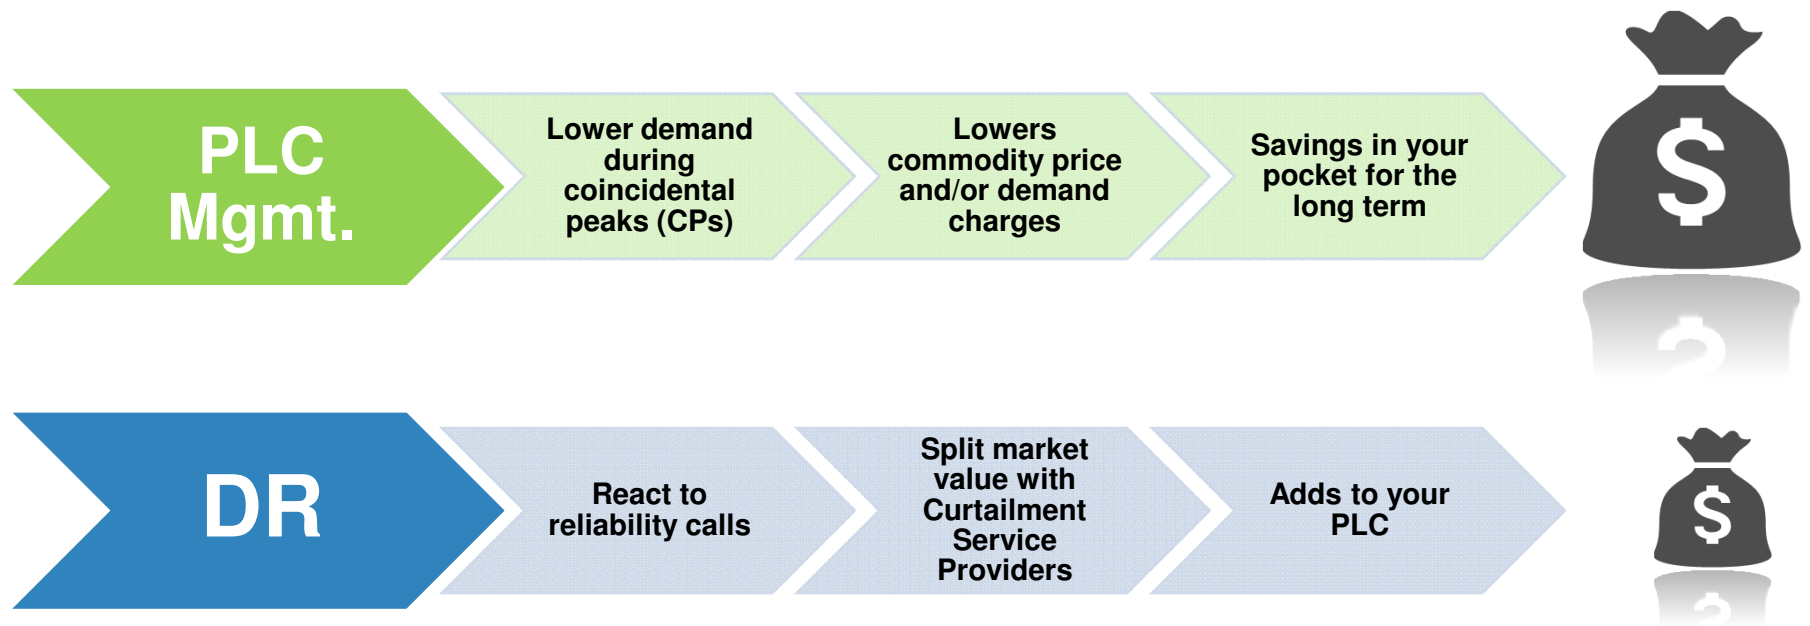 PLC
Mgmt.
Lower demand
during
coincidental
peaks (CPs)
Lowers
commodity price
and/or demand
charges
Savings in your
pocket for the
long term
$
DR
React to
reliability calls
Split market
value with
Curtailment
Service
Providers
Adds to your
PLC
$